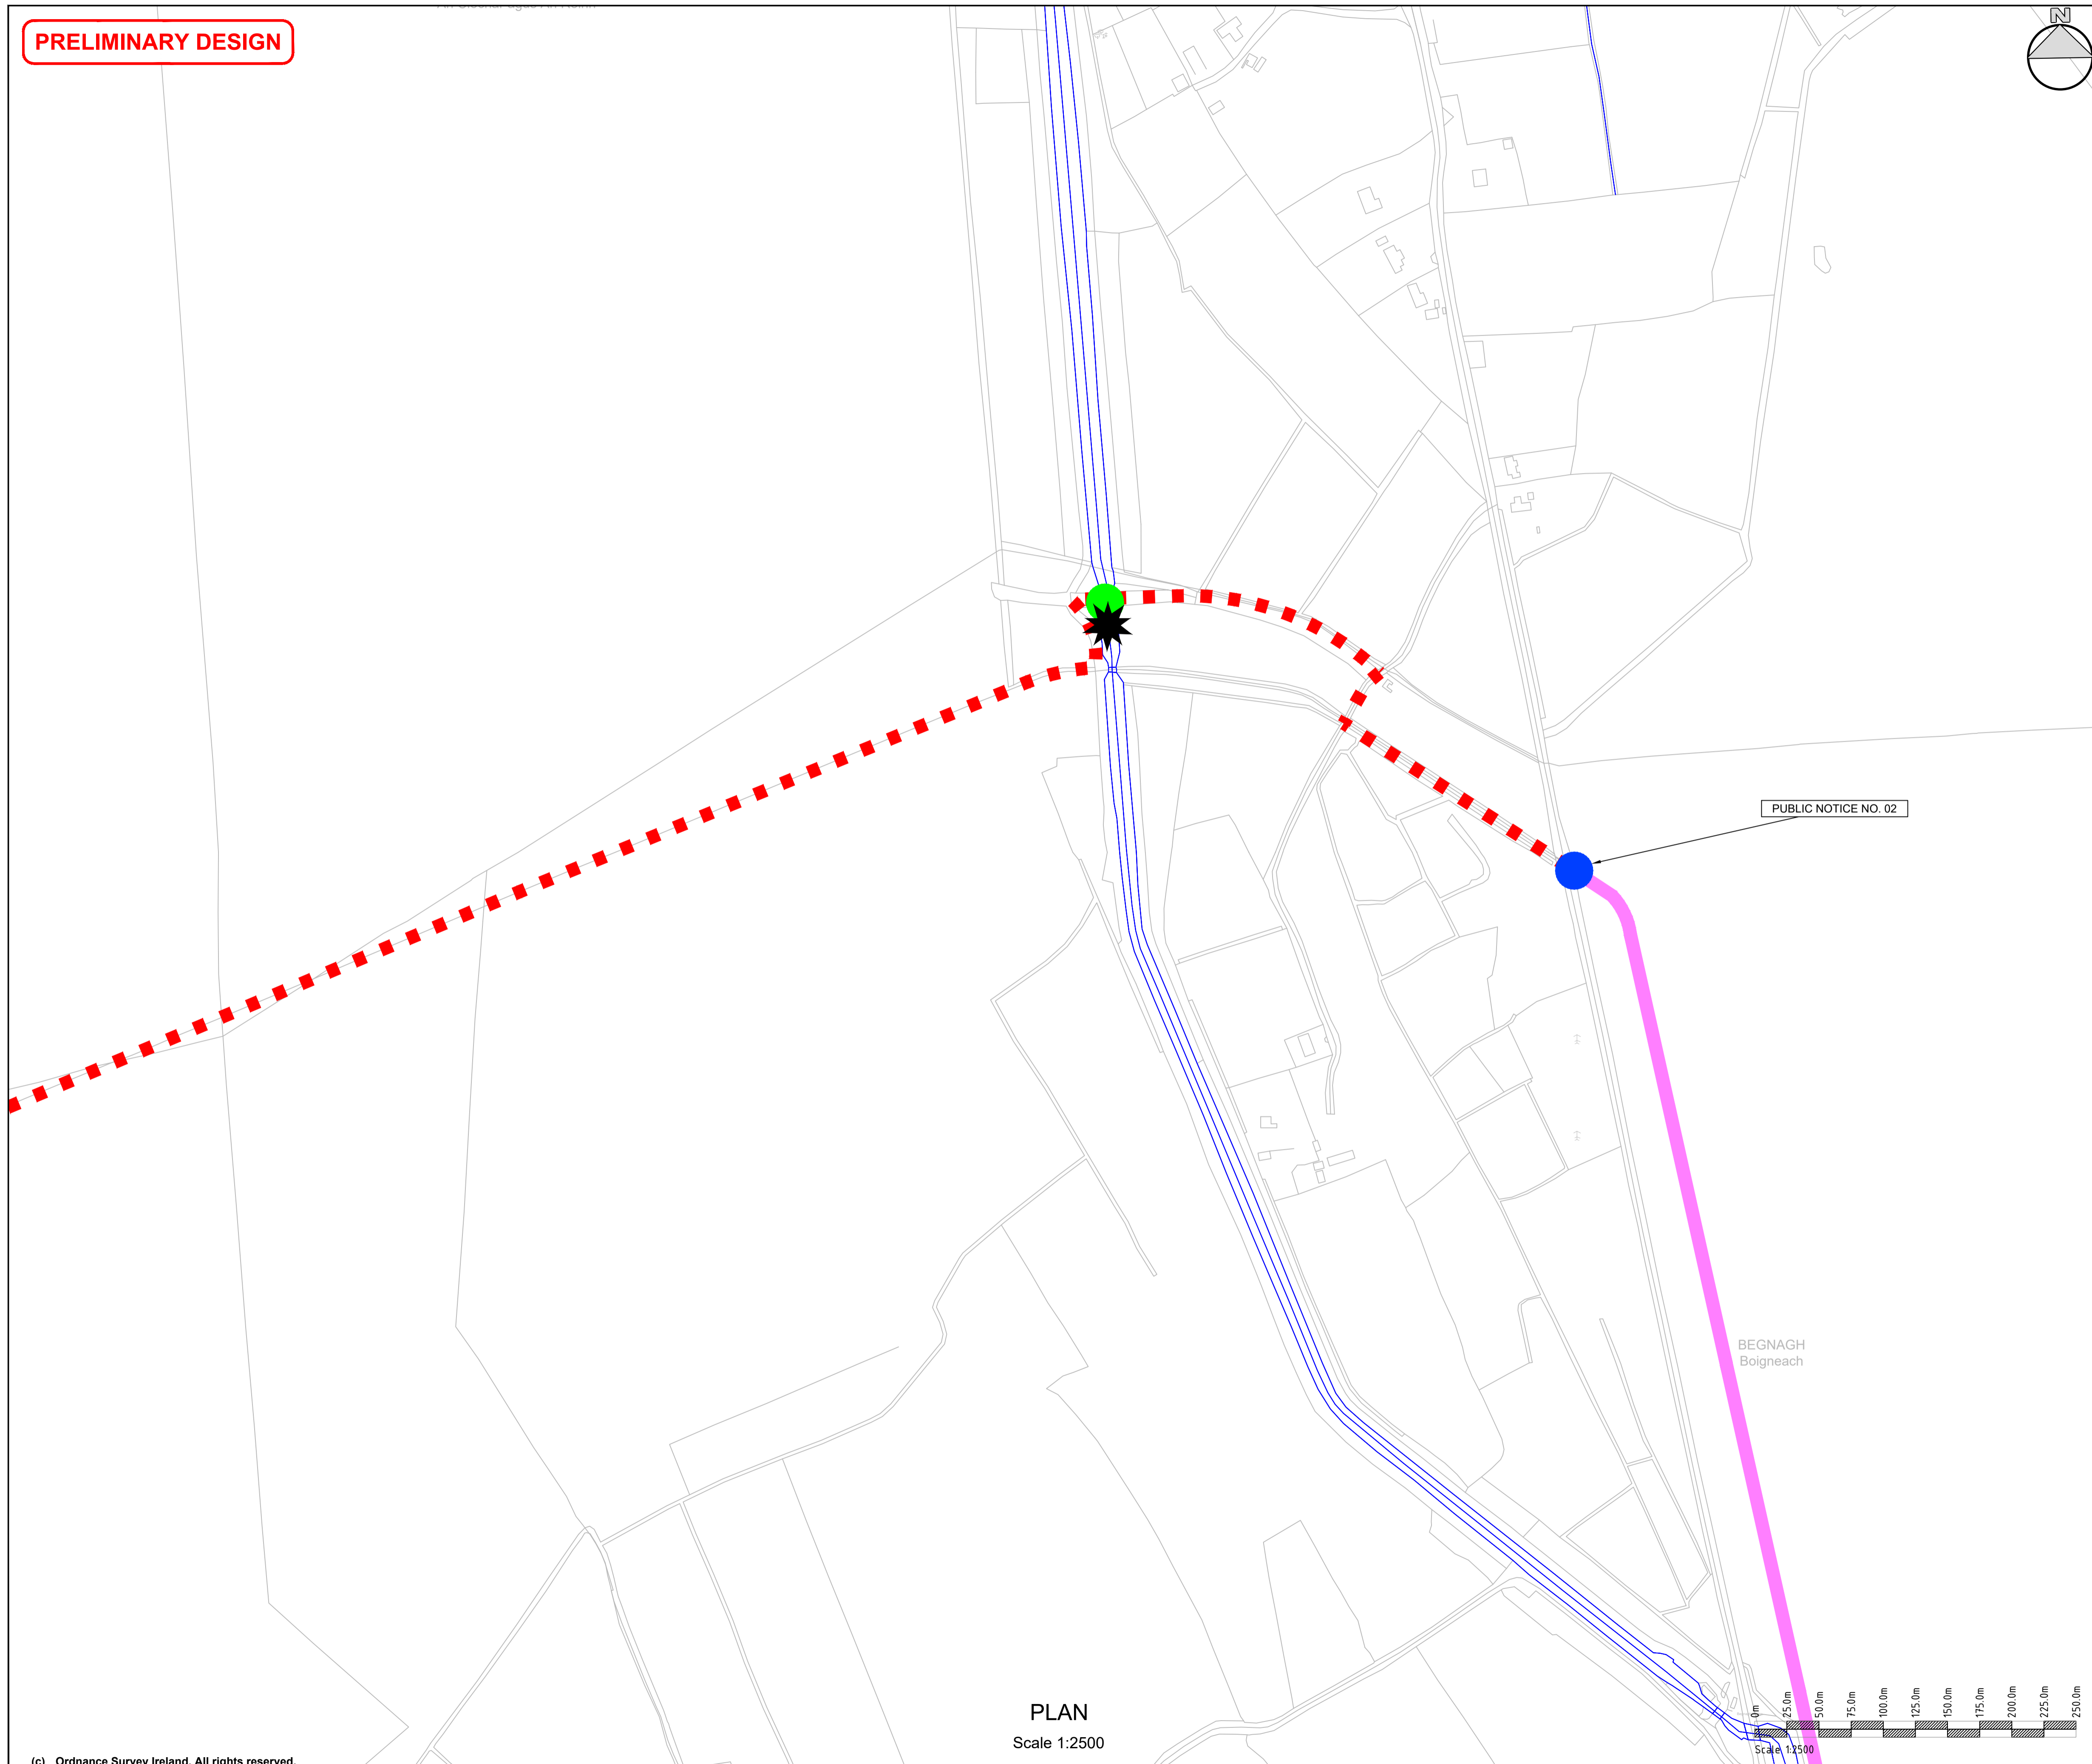 PRELIMINARY DESIGN
N
PUBLIC NOTICE NO. 02
BEGNAGH
Boigneach
PLAN
Scale 1:2500
0m
25.0m
50.0m
75.0m
100.0m
125.0m
150.0m
175.0m
200.0m
225.0m
250.0m
Scale 1:2500
(c) Ordnance Survey Ireland. All rights reserved.